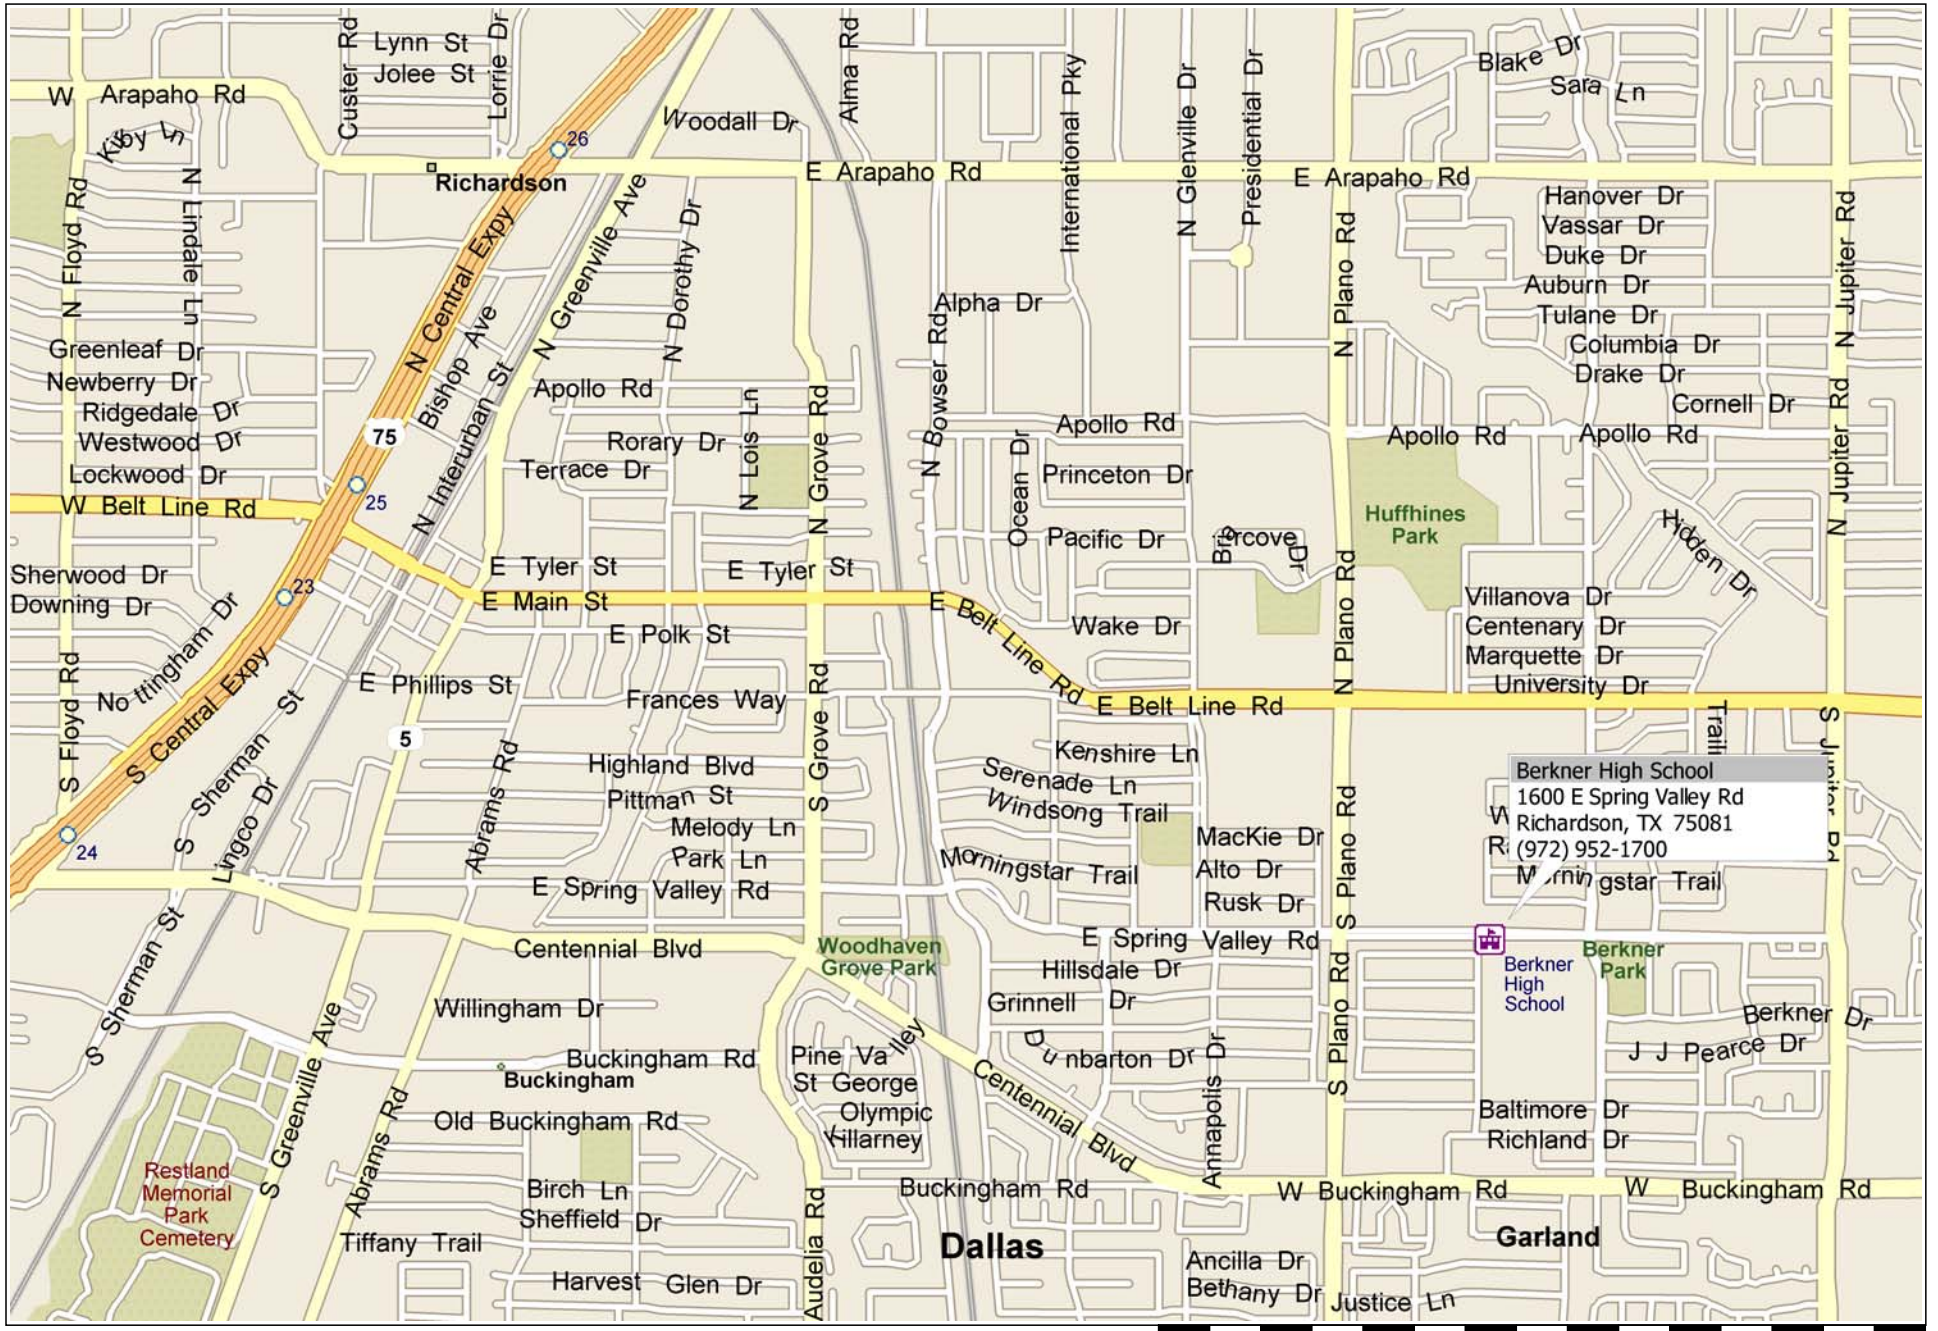 Custer Rd
Lynn St
Jolee St
Lorrie Dr
Alma Rd
International Pky
N Glenville Dr
Presidential Dr
Blake Dr
Sara Ln
W Arapaho Rd
Kirby Ln
Woodall Dr
26
Richardson
E Arapaho Rd
E Arapaho Rd
N Floyd Rd
N Lindale Ln
N Central Expy
N Greenville Ave
N Dorothy Dr
N Plano Rd
N Jupiter Rd
Hanover Dr
Vassar Dr
Duke Dr
Auburn Dr
Tulane Dr
Columbia Dr
Drake Dr
Cornell Dr
Alpha Dr
Greenleaf Dr
Newberry Dr
Ridgedale Dr
Westwood Dr
Lockwood Dr
Bishop Ave
N Interurban St
Apollo Rd
Rorary Dr
Terrace Dr
N Lois Ln
N Grove Rd
N Bowser Rd
Apollo Rd
Apollo Rd
Apollo Rd
N Jupiter Rd
75
25
W Belt Line Rd
Ocean Dr
Princeton Dr
Pacific Dr
Briarcove Dr
Huffhines
Park
Hidden Dr
Sherwood Dr
Downing Dr
23
Nottingham Dr
E Tyler St
E Tyler St
E Main St
E Belt Line Rd
E Polk St
Wake Dr
N Plano Rd
Villanova Dr
Centenary Dr
Marquette Dr
University Dr
S Floyd Rd
S Central Expy
E Phillips St
Frances Way
S Grove Rd
E Belt Line Rd
S Jupiter Rd
5
S Sherman St
Lingco Dr
Abrams Rd
Highland Blvd
Pittman St
Melody Ln
Park Ln
Kenshire Ln
Serenade Ln
Windsong Trail
Berkner High School
1600 E Spring Valley Rd
Richardson, TX 75081
(972) 952-1700
24
MacKie Dr
Alto Dr
Rusk Dr
S Plano Rd
Morningstar Trail
Morningstar Trail
E Spring Valley Rd
E Spring Valley Rd
Centennial Blvd
Woodhaven
Grove Park
Hillsdale Dr
Grinnell Dr
S Plano Rd
Berkner
High
School
Berkner
Park
S Sherman St
Willingham Dr
Berkner Dr
J J Pearce Dr
S Greenville Ave
Buckingham Rd
Buckingham
Pine Valley
St George
Olympic
Killarney
Dunbarton Dr
Centennial Blvd
Annapolis Dr
Old Buckingham Rd
Baltimore Dr
Richland Dr
Abrams Rd
Restland
Memorial
Park
Cemetery
Birch Ln
Sheffield Dr
Buckingham Rd
W Buckingham Rd
W Buckingham Rd
Audelia Rd
Tiffany Trail
Harvest Glen Dr
Dallas
Garland
Ancilla Dr
Bethany Dr
Justice Ln